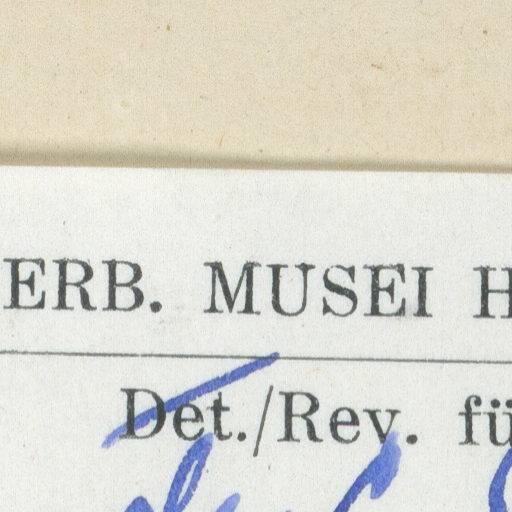 ERB. MUSEI H
Det./Rev. fü